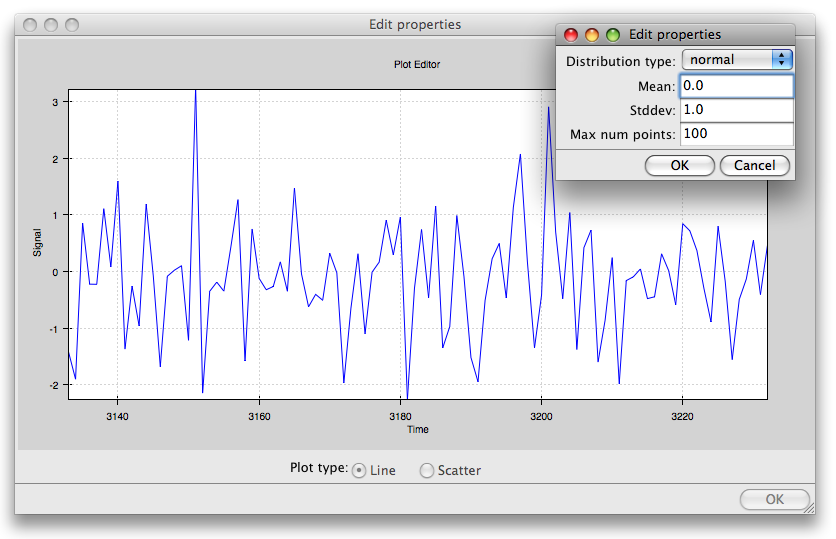 Edit properties
Plot Editor
3
2
1
0
-1
-2
Signal
3140 3160 3180 3200 3220
Time
Plot type: Line Scatter
OK
Edit properties
Distribution type: normal
Mean: 0.0
Stddev: 1.0
Max num points: 100
OK Cancel